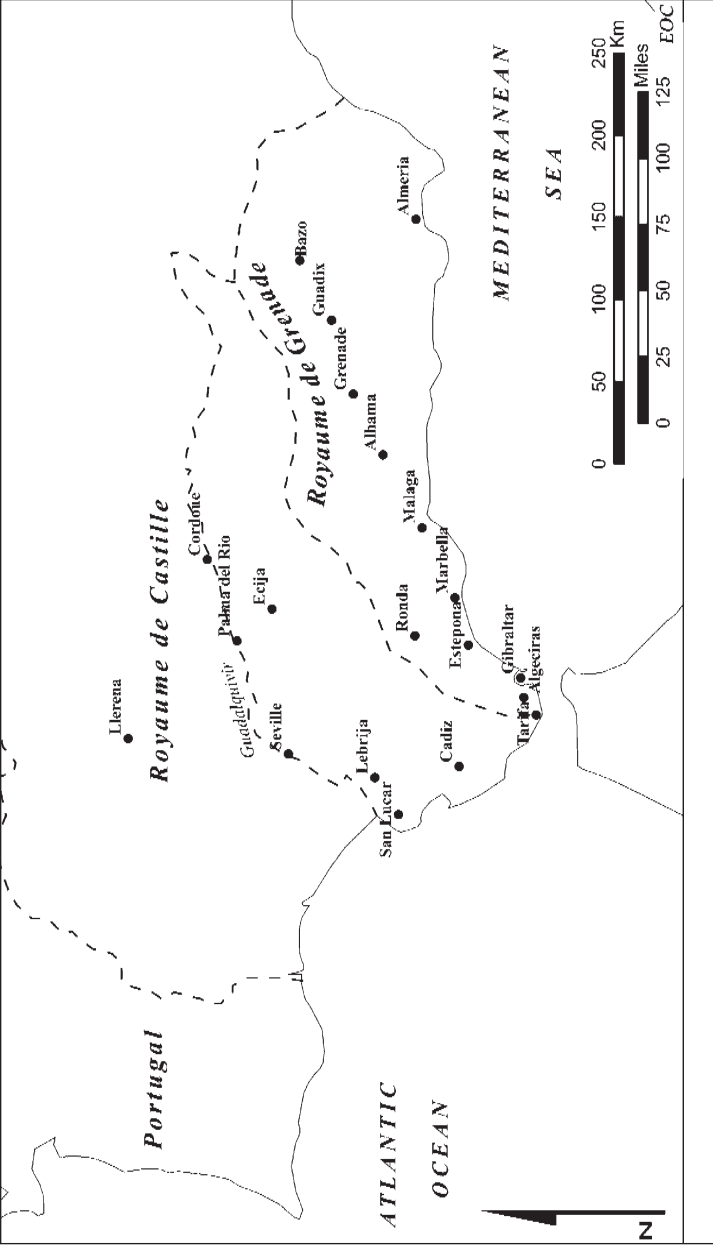 Llerena
Royaume de Castille
Portugal
Cordoue
Palma del Rio
Ecija
Guadalquivir
Seville
Royaume de Grenade
Bazo
Guadix
Grenade
Alhama
Almeria
Malaga
Marbella
Ronda
Estepona
Gibraltar
Algeciras
Tarifa
Lebrija
San Lucar
Cadiz
ATLANTIC
OCEAN
MEDITERRANEAN
SEA
0 50 100 150 200 250
Km
Miles
0 25 50 75 100 125
EOC
N